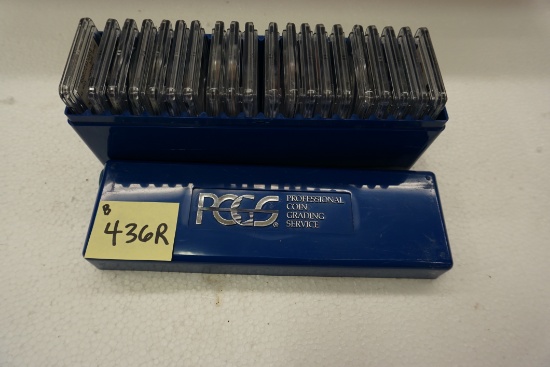 PCGS®
PROFESSIONAL
COIN
GRADING
SERVICE
B
436R